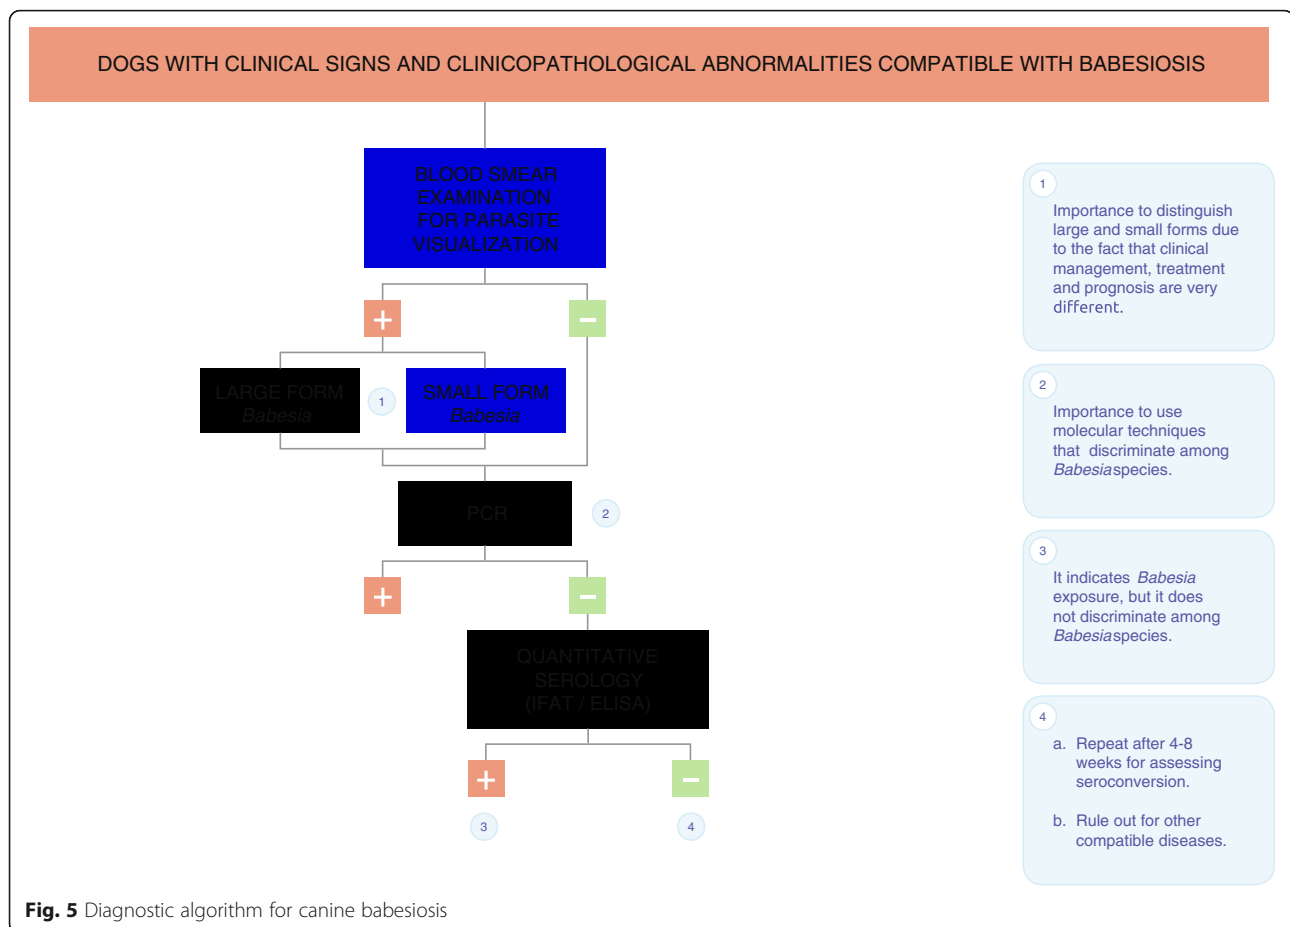 DOGS WITH CLINICAL SIGNS AND CLINICOPATHOLOGICAL ABNORMALITIES COMPATIBLE WITH BABESIOSIS
BLOOD SMEAR
EXAMINATION
FOR PARASITE
VISUALIZATION
+
−
LARGE FORM
Babesia
1
SMALL FORM
Babesia
PCR
2
+
−
QUANTITATIVE
SEROLOGY
(IFAT / ELISA)
+
−
3
4
1
Importance to distinguish
large and small forms due
to the fact that clinical
management, treatment
and prognosis are very
different.
2
Importance to use
molecular techniques
that discriminate among
Babesiaspecies.
3
It indicates Babesia
exposure, but it does
not discriminate among
Babesiaspecies.
4
a. Repeat after 4-8
weeks for assessing
seroconversion.
b. Rule out for other
compatible diseases.
Fig. 5 Diagnostic algorithm for canine babesiosis